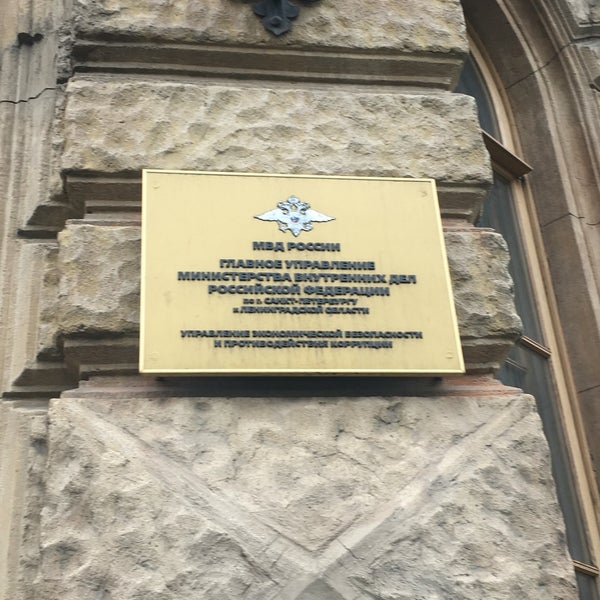 МВД РОССИИ
ГЛАВНОЕ УПРАВЛЕНИЕ
МИНИСТЕРСТВА ВНУТРЕННИХ ДЕЛ
РОССИЙСКОЙ ФЕДЕРАЦИИ
по г. САНКТ-ПЕТЕРБУРГУ
и ЛЕНИНГРАДСКОЙ ОБЛАСТИ
УПРАВЛЕНИЕ ЭКОНОМИЧЕСКОЙ БЕЗОПАСНОСТИ
И ПРОТИВОДЕЙСТВИЯ КОРРУПЦИИ